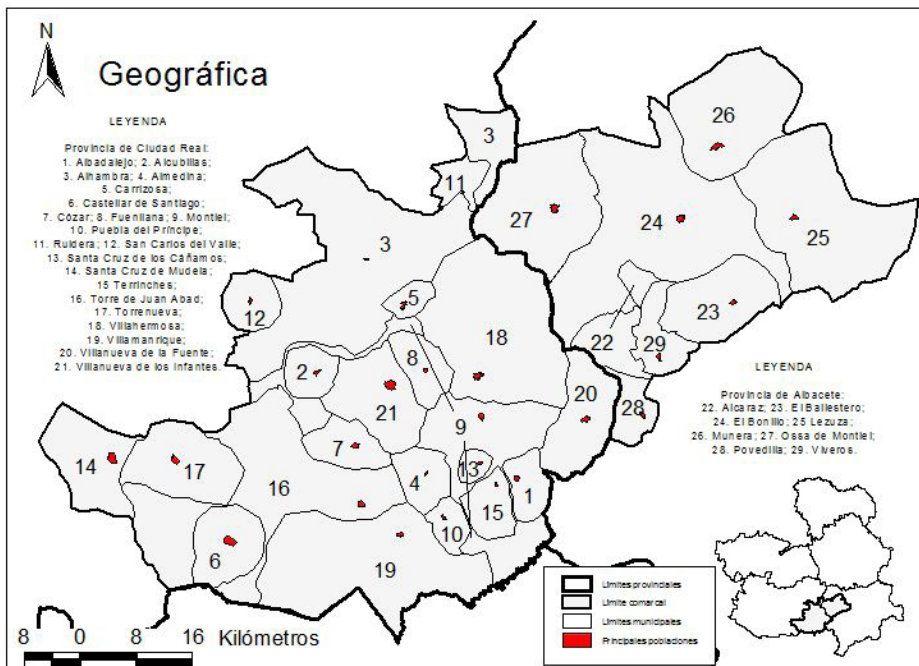 N
Geográfica
LEYENDA
Provincia de Ciudad Real:
1. Albadalejo; 2. Alcubillas;
3. Alhambra; 4. Almedina;
5. Carrizosa;
6. Castellar de Santiago;
7. Cózar; 8. Fuenllana; 9. Montiel;
10. Puebla del Príncipe;
11. Ruidera; 12. San Carlos del Valle;
13. Santa Cruz de los Cáñamos;
14. Santa Cruz de Mudela;
15 Terrinches;
16. Torre de Juan Abad;
17. Torrenueva;
18. Villahermosa;
19. Villamanrique;
20. Villanueva de la Fuente;
21. Villanueva de los Infantes.
3
26
11
27
24
25
3
5
12
18
23
22
29
2
8
21
20
28
9
7
14
17
13
16
4
1
15
10
6
19
LEYENDA
Provincia de Albacete:
22. Alcaraz; 23. El Ballestero;
24. El Bonillo; 25 Lezuza;
26. Munera; 27. Ossa de Montiel;
28. Povedilla; 29. Viveros.
Límites provinciales
Límite comarcal
Límites municipales
Principales poblaciones
8 0 8 16 Kilómetros